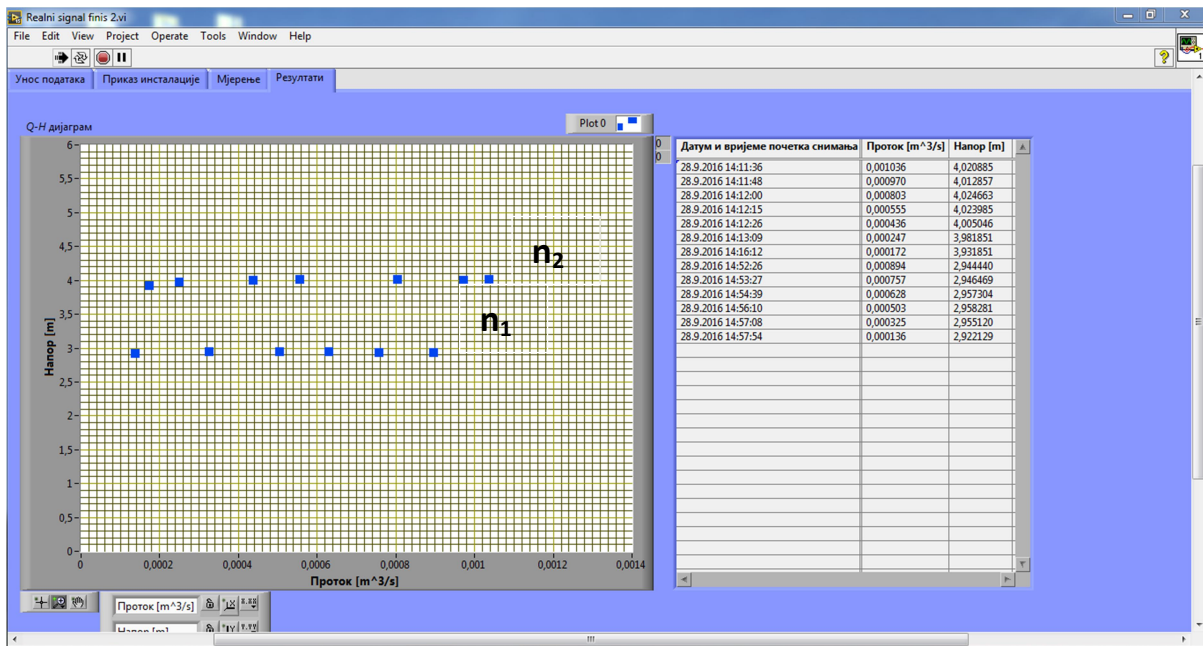 Realni signal finis 2.vi
File Edit View Project Operate Tools Window Help
Унос података Приказ инсталације Мјерење Резултати
Q-H дијаграм
Plot 0
0
0
6
5,5
5
4,5
4
3,5
3
2,5
2
1,5
1
0,5
0
Напор [m]
n₂
n₁
0 0,0002 0,0004 0,0006 0,0008 0,001 0,0012 0,0014
Проток [m^3/s]
Датум и вријеме почетка снимања Проток [m^3/s] Напор [m]
28.9.2016 14:11:36 0,001036 4,020885
28.9.2016 14:11:48 0,000970 4,012857
28.9.2016 14:12:00 0,000803 4,024663
28.9.2016 14:12:15 0,000555 4,023985
28.9.2016 14:12:26 0,000436 4,005046
28.9.2016 14:13:09 0,000247 3,981851
28.9.2016 14:16:12 0,000172 3,931851
28.9.2016 14:52:26 0,000894 2,944440
28.9.2016 14:53:27 0,000757 2,946469
28.9.2016 14:54:39 0,000628 2,957304
28.9.2016 14:56:10 0,000503 2,958281
28.9.2016 14:57:08 0,000325 2,955120
28.9.2016 14:57:54 0,000136 2,922129
Проток [m^3/s]
Напор [m]